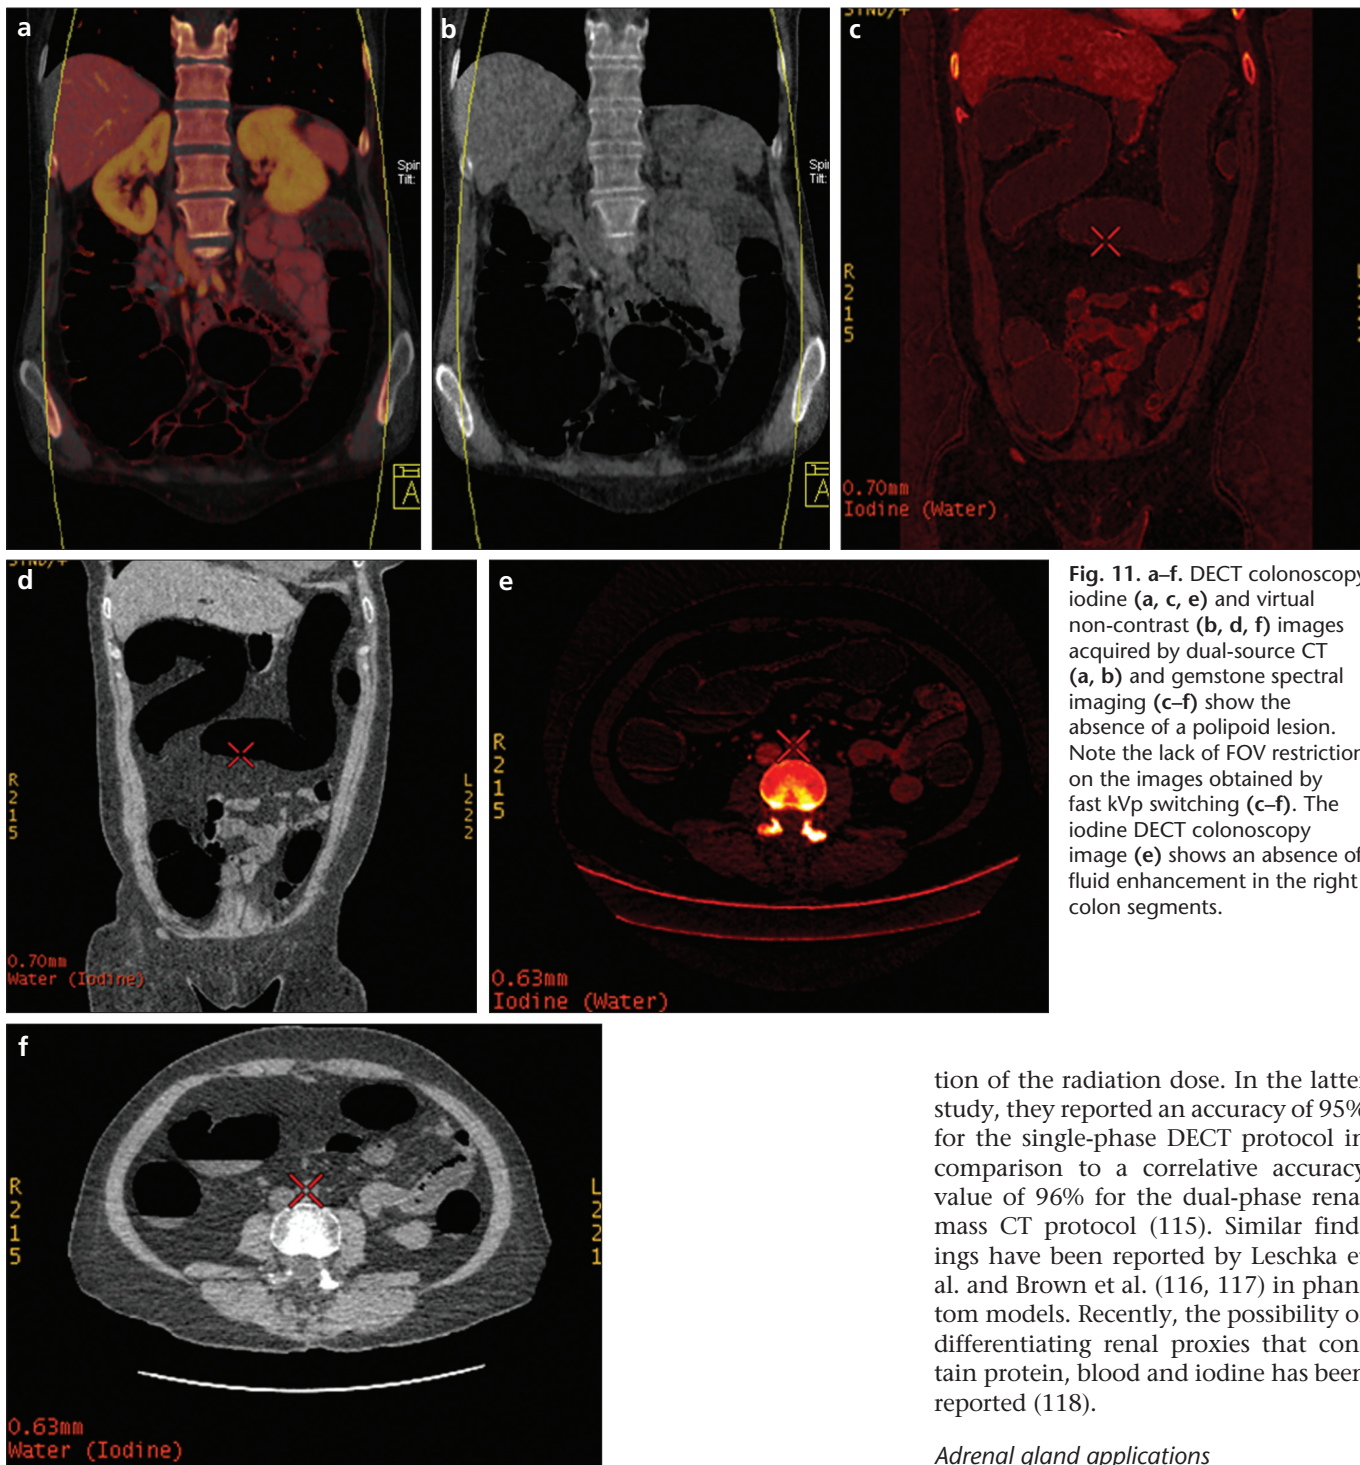 a
b
c
SYND/+
Spin
Tilt:
Spin
Tilt:
A
A
R
2
1
5
L
0.70mm
Iodine (Water)
d
SYND/+
R
2
1
5
L
2
2
2
0.70mm
Water (Iodine)
e
R
2
1
5
0.63mm
Iodine (Water)
Fig. 11. a–f. DECT colonoscopy
iodine (a, c, e) and virtual
non-contrast (b, d, f) images
acquired by dual-source CT
(a, b) and gemstone spectral
imaging (c–f) show the
absence of a polipoid lesion.
Note the lack of FOV restriction
on the images obtained by
fast kVp switching (c–f). The
iodine DECT colonoscopy
image (e) shows an absence of
fluid enhancement in the right
colon segments.
f
R
2
1
5
L
2
2
1
0.63mm
Water (Iodine)
tion of the radiation dose. In the latter
study, they reported an accuracy of 95%
for the single-phase DECT protocol in
comparison to a correlative accuracy
value of 96% for the dual-phase renal
mass CT protocol (115). Similar find-
ings have been reported by Leschka et
al. and Brown et al. (116, 117) in phan-
tom models. Recently, the possibility of
differentiating renal proxies that con-
tain protein, blood and iodine has been
reported (118).
Adrenal gland applications